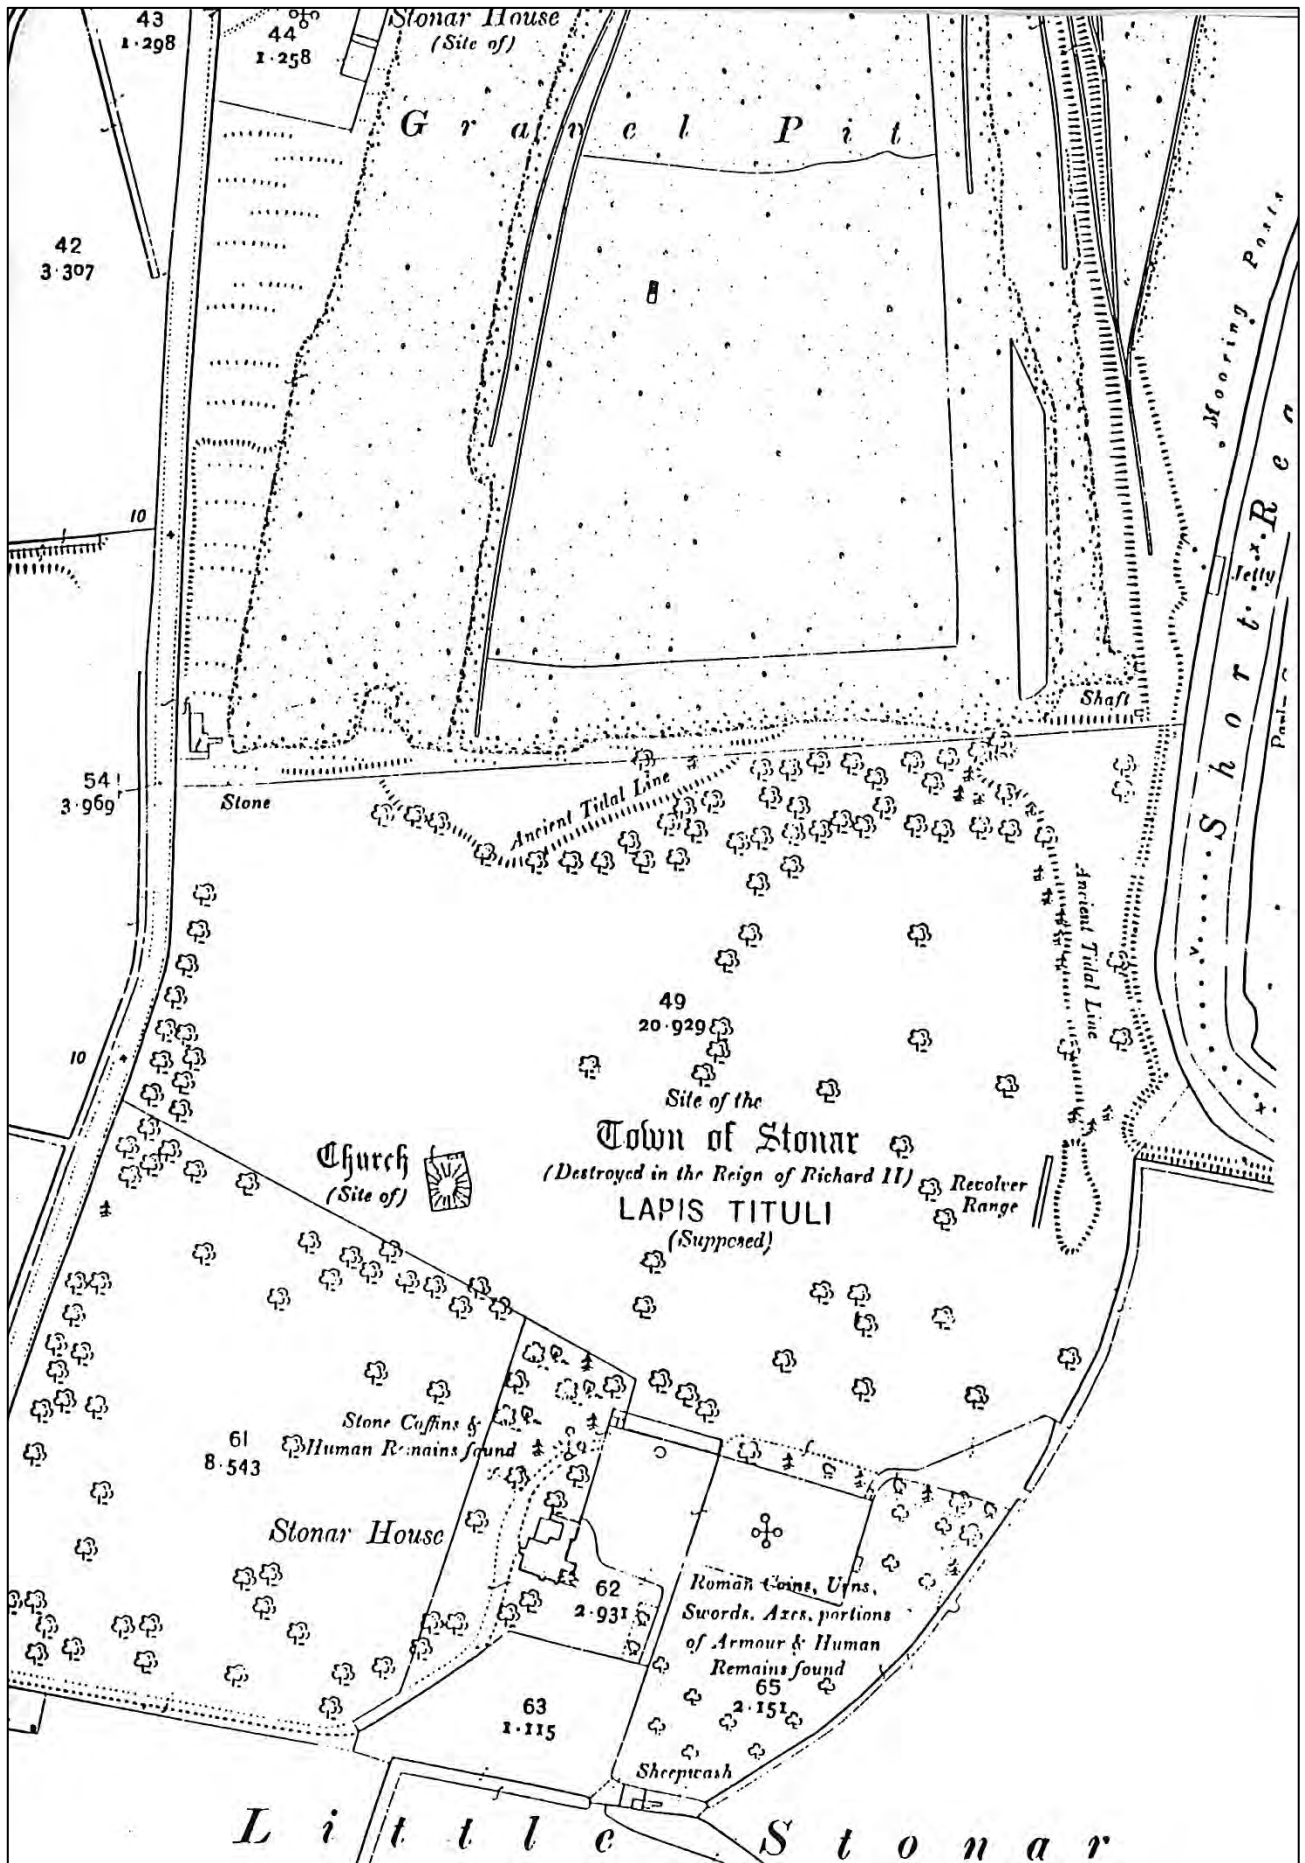 43
1·298
44
1·258
Stonar House
(Site of)
Gravel Pit
42
3·307
Mooring Posts
10
Jetty
Short Rea
Shaft
54
3·969
Stone
Ancient Tidal Line
Ancient Tidal Line
49
20·929
10
Site of the
Town of Stonar
(Destroyed in the Reign of Richard II)
LAPIS TITULI
(Supposed)
Church
(Site of)
Revolver
Range
Stone Coffins &
Human Remains found
61
8·543
Stonar House
62
2·931
Roman Coins, Urns,
Swords, Axes, portions
of Armour & Human
Remains found
65
2·151
63
1·115
Sheepwash
Little Stonar